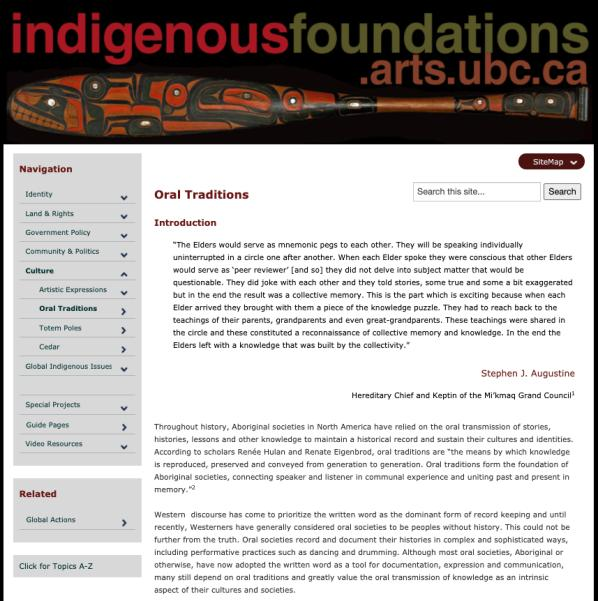 indigenousfoundations
.arts.ubc.ca
SiteMap
Navigation
Identity
Land & Rights
Government Policy
Community & Politics
Culture
Artistic Expressions
Oral Traditions
Totem Poles
Cedar
Global Indigenous Issues
Special Projects
Guide Pages
Video Resources
Related
Global Actions
Click for Topics A-Z
Oral Traditions
Search this site...
Search
Introduction
“The Elders would serve as mnemonic pegs to each other. They will be speaking individually
uninterrupted in a circle one after another. When each Elder spoke they were conscious that other Elders
would serve as ‘peer reviewer’ [and so] they did not delve into subject matter that would be
questionable. They did joke with each other and they told stories, some true and some a bit exaggerated
but in the end the result was a collective memory. This is the part which is exciting because when each
Elder arrived they brought with them a piece of the knowledge puzzle. They had to reach back to the
teachings of their parents, grandparents and even great-grandparents. These teachings were shared in
the circle and these constituted a reconnaissance of collective memory and knowledge. In the end the
Elders left with a knowledge that was built by the collectivity.”
Stephen J. Augustine
Hereditary Chief and Keptin of the Mi’kmaq Grand Council1
Throughout history, Aboriginal societies in North America have relied on the oral transmission of stories,
histories, lessons and other knowledge to maintain a historical record and sustain their cultures and identities.
According to scholars Renée Hulan and Renate Eigenbrod, oral traditions are “the means by which knowledge
is reproduced, preserved and conveyed from generation to generation. Oral traditions form the foundation of
Aboriginal societies, connecting speaker and listener in communal experience and uniting past and present in
memory.”2
Western discourse has come to prioritize the written word as the dominant form of record keeping and until
recently, Westerners have generally considered oral societies to be peoples without history. This could not be
further from the truth. Oral societies record and document their histories in complex and sophisticated ways,
including performative practices such as dancing and drumming. Although most oral societies, Aboriginal or
otherwise, have now adopted the written word as a tool for documentation, expression and communication,
many still depend on oral traditions and greatly value the oral transmission of knowledge as an intrinsic
aspect of their cultures and societies.